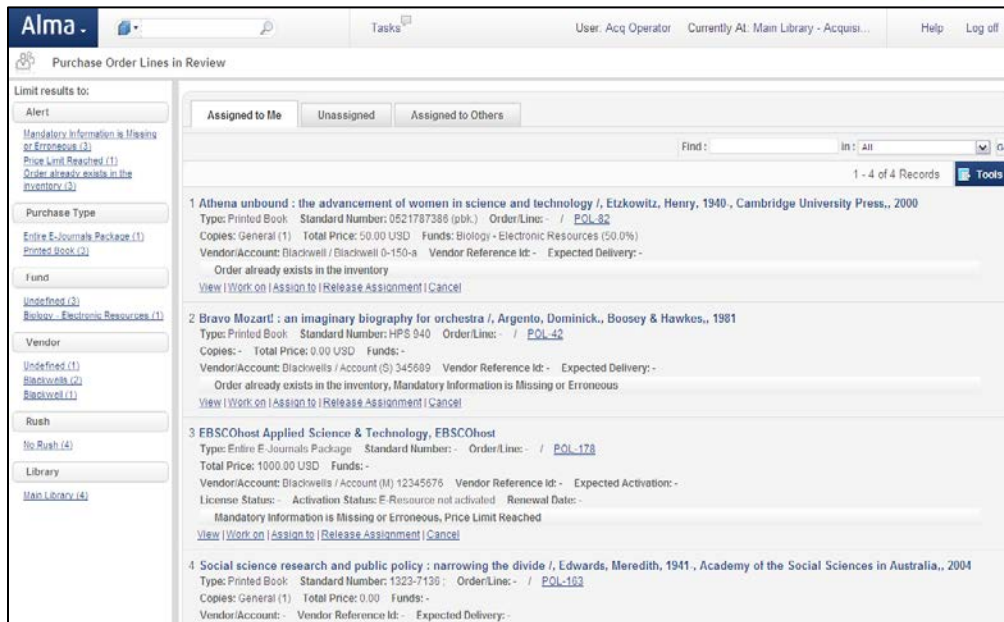 Alma
Tasks
User: Acq Operator
Currently At: Main Library - Acquisi...
Help
Log off
Purchase Order Lines in Review
Limit results to:
Alert
Mandatory Information is Missing
or Erroneous (3)
Price Limit Reached (1)
Order already exists in the
inventory (3)
Purchase Type
Entire E-Journals Package (1)
Printed Book (3)
Fund
Undefined (3)
Biology - Electronic Resources (1)
Vendor
Undefined (1)
Blackwells (2)
Blackwell (1)
Rush
No Rush (4)
Library
Main Library (4)
Assigned to Me
Unassigned
Assigned to Others
Find :
in : All
1 - 4 of 4 Records
Tools
1 Athena unbound : the advancement of women in science and technology /, Etzkowitz, Henry, 1940-, Cambridge University Press,, 2000
Type: Printed Book Standard Number: 0521787386 (pbk.) Order/Line: - / POL-82
Copies: General (1) Total Price: 50.00 USD Funds: Biology - Electronic Resources (50.0%)
Vendor/Account: Blackwell / Blackwell 0-150-a Vendor Reference Id: - Expected Delivery: -
Order already exists in the inventory
View | Work on | Assign to | Release Assignment | Cancel
2 Bravo Mozart! : an imaginary biography for orchestra /, Argento, Dominick., Boosey & Hawkes,, 1981
Type: Printed Book Standard Number: HPS 940 Order/Line: - / POL-42
Copies: - Total Price: 0.00 USD Funds: -
Vendor/Account: Blackwells / Account (S) 345689 Vendor Reference Id: - Expected Delivery: -
Order already exists in the inventory, Mandatory Information is Missing or Erroneous
View | Work on | Assign to | Release Assignment | Cancel
3 EBSCOhost Applied Science & Technology, EBSCOhost
Type: Entire E-Journals Package Standard Number: - Order/Line: - / POL-178
Total Price: 1000.00 USD Funds: -
Vendor/Account: Blackwells / Account (M) 12345676 Vendor Reference Id: - Expected Activation: -
License Status: - Activation Status: E-Resource not activated Renewal Date: -
Mandatory Information is Missing or Erroneous, Price Limit Reached
View | Work on | Assign to | Release Assignment | Cancel
4 Social science research and public policy : narrowing the divide /, Edwards, Meredith, 1941-, Academy of the Social Sciences in Australia,, 2004
Type: Printed Book Standard Number: 1323-7136 ; Order/Line: - / POL-163
Copies: General (1) Total Price: 0.00 Funds: -
Vendor/Account: - Vendor Reference Id: - Expected Delivery: -